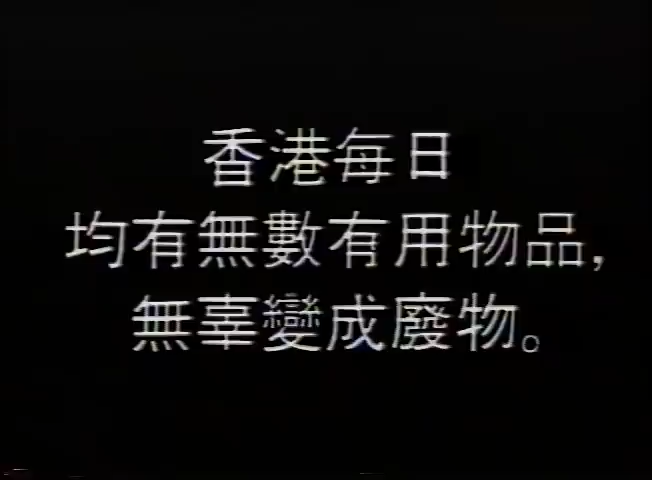 香港每日
均有無數有用物品，
無辜變成廢物。